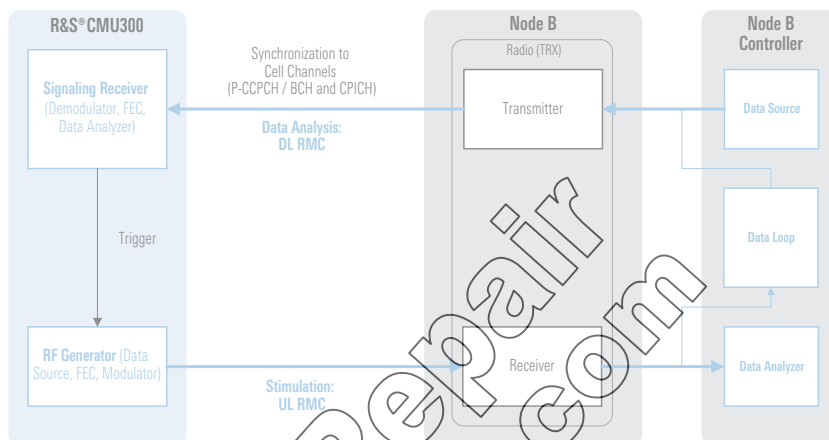 R&S®CMU300
Node B
Node B
Controller
Radio (TRX)
Synchronization to
Cell Channels
(P-CCPCH / BCH and CPICH)
Signaling Receiver
(Demodulator, FEC,
Data Analyzer)
Transmitter
Data Source
Data Analysis:
DL RMC
Trigger
Data Loop
RF Generator (Data
Source, FEC, Modulator)
Receiver
Data Analyzer
Stimulation:
UL RMC
Repair
com